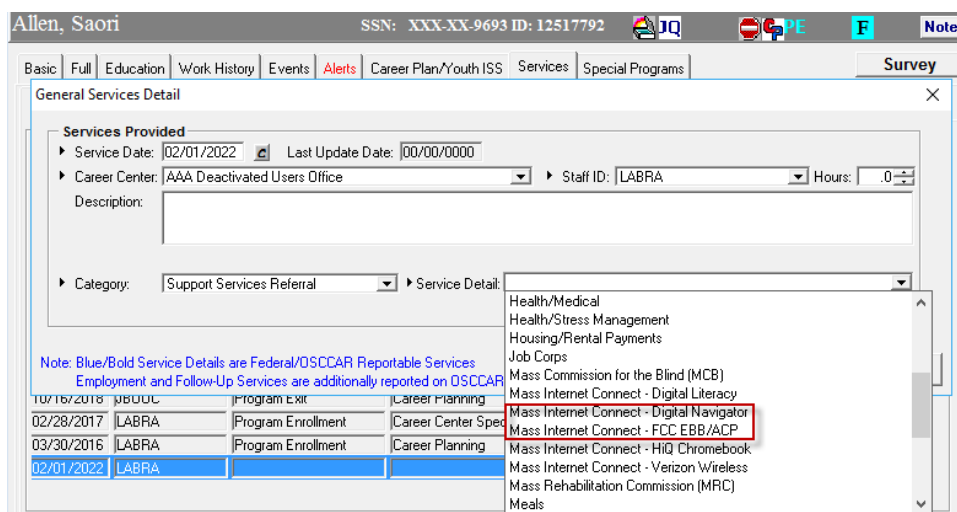 Allen, Saori SSN: XXX-XX-9693 ID: 12517792 JQ CP PE F Note
Basic Full Education Work History Events Alerts Career Plan/Youth ISS Services Special Programs Survey
General Services Detail
Services Provided
Service Date: 02/01/2022 c Last Update Date: 00/00/0000
Career Center: AAA Deactivated Users Office Staff ID: LABRA Hours: .0
Description:
Category: Support Services Referral Service Detail:
Health/Medical
Health/Stress Management
Housing/Rental Payments
Job Corps
Mass Commission for the Blind (MCB)
Mass Internet Connect - Digital Literacy
Mass Internet Connect - Digital Navigator
Mass Internet Connect - FCC EBB/ACP
Mass Internet Connect - HiQ Chromebook
Mass Internet Connect - Verizon Wireless
Mass Rehabilitation Commission (MRC)
Meals
Note: Blue/Bold Service Details are Federal/OSCCAR Reportable Services
Employment and Follow-Up Services are additionally reported on OSCCAR
10/16/2018 Program Exit Career Planning
02/28/2017 LABRA Program Enrollment Career Center Spec
03/30/2016 LABRA Program Enrollment Career Planning
02/01/2022 LABRA